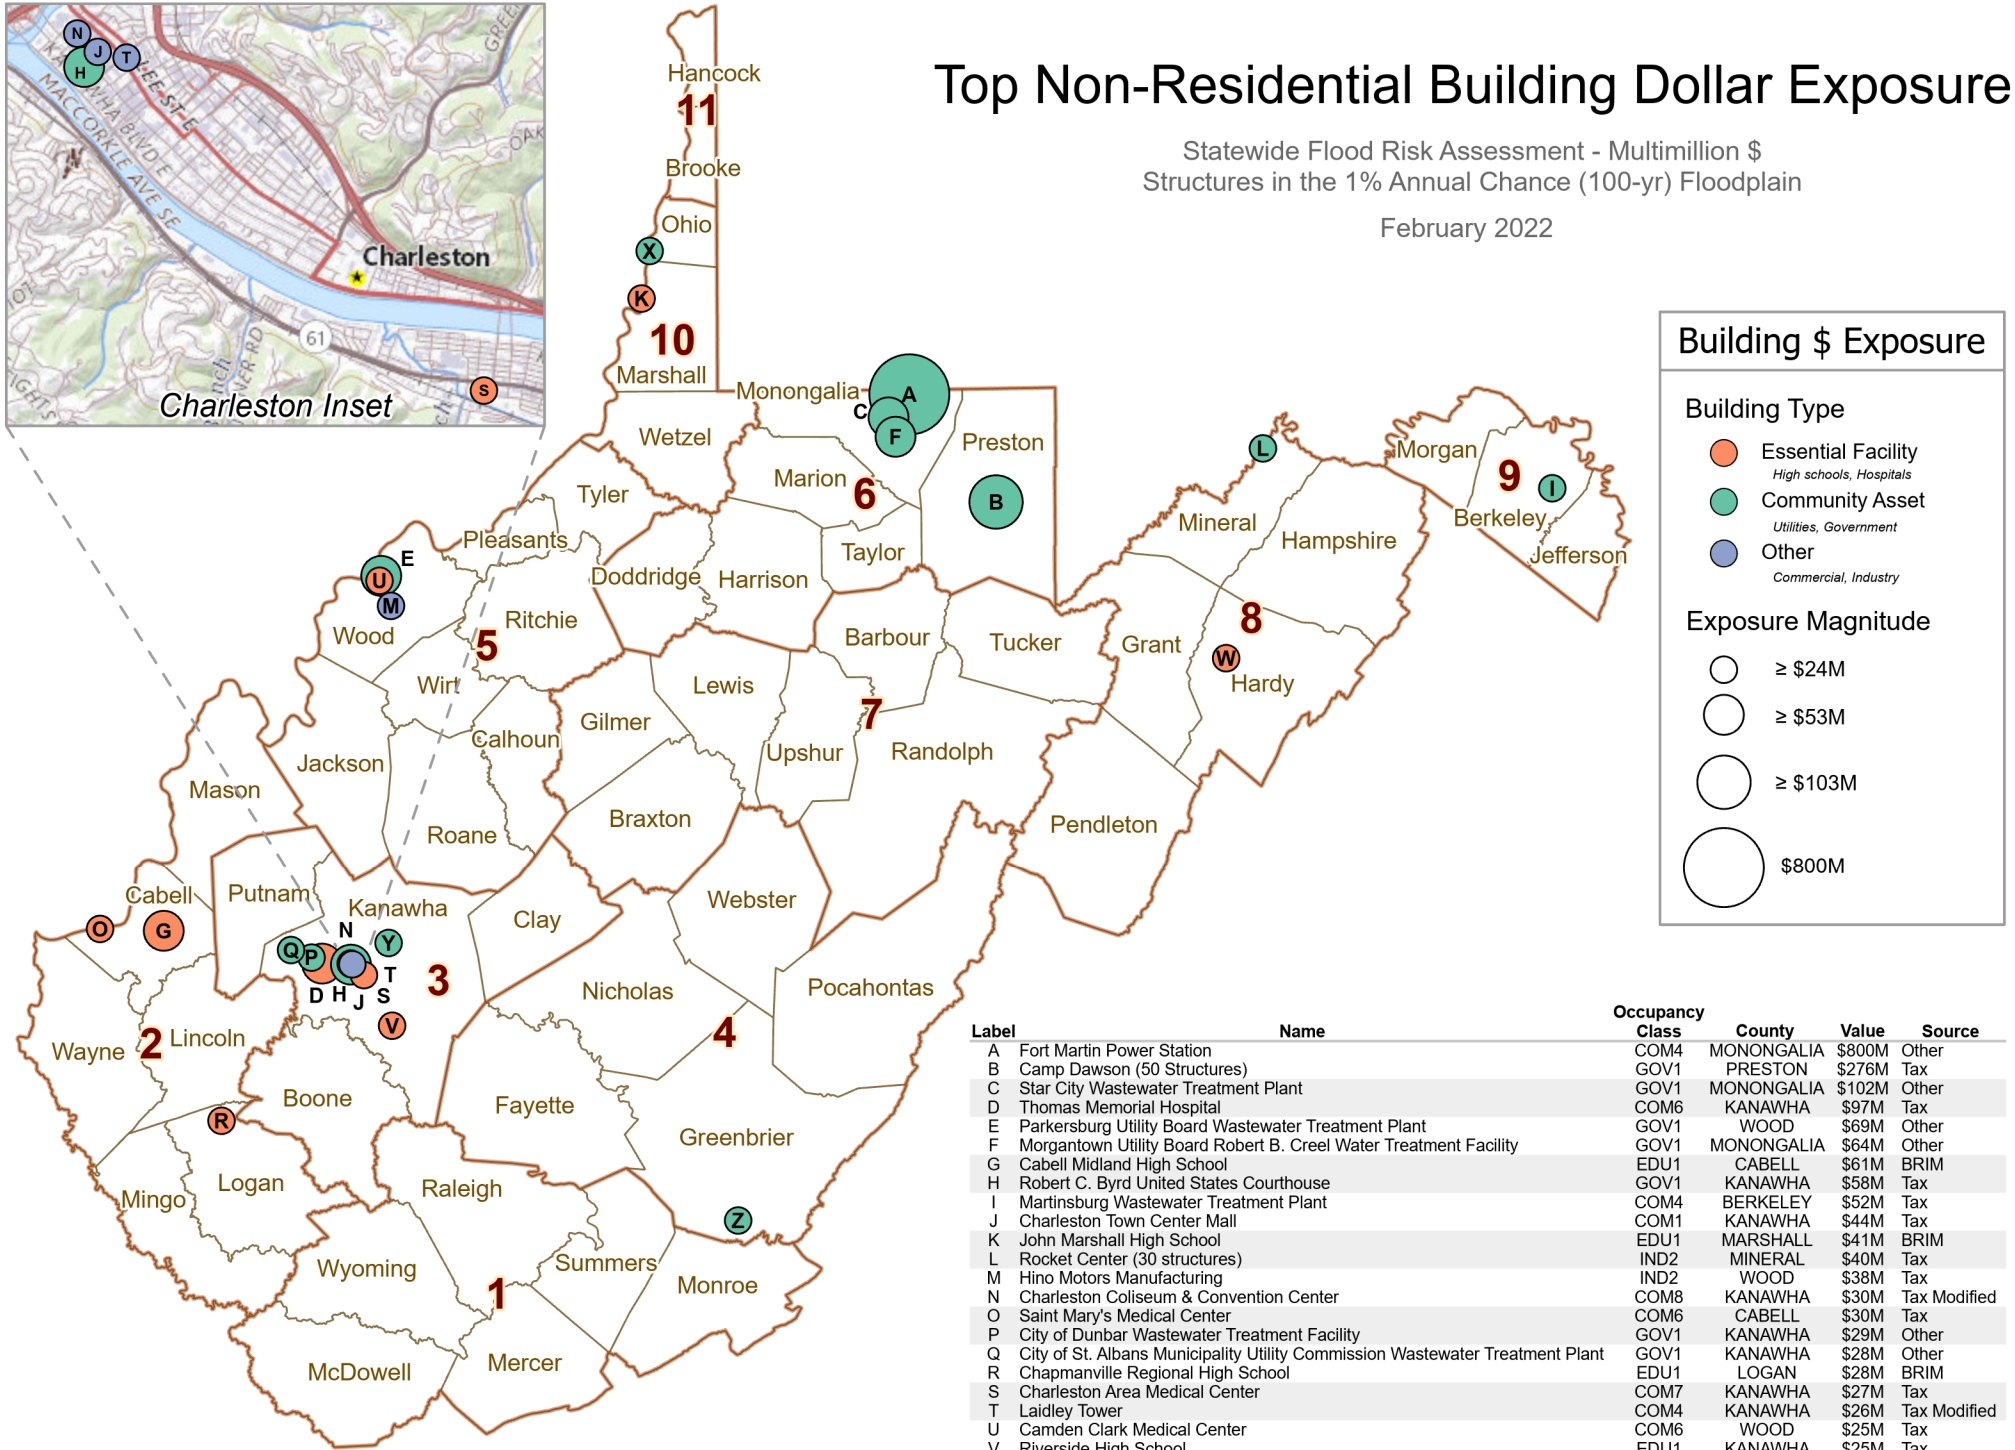 Top Non-Residential Building Dollar Exposure
Statewide Flood Risk Assessment - Multimillion $
Structures in the 1% Annual Chance (100-yr) Floodplain
February 2022
N
J
T
H
LEE ST E
KANAWHA BLVD E
MACCORKLE AVE SE
Charleston
61
S
Charleston Inset
Hancock
11
Brooke
Ohio
X
K
10
Marshall
Monongalia
A
C
F
Wetzel
Preston
Marion
6
B
Tyler
Pleasants
Taylor
Doddridge
Harrison
E
U
M
Wood
Ritchie
5
Wirt
Barbour
Tucker
Lewis
Gilmer
7
Calhoun
Upshur
Randolph
Jackson
Mason
Roane
Braxton
L
Mineral
Hampshire
Morgan
9
I
Berkeley
Jefferson
8
Grant
W
Hardy
Pendleton
Cabell
Putnam
Kanawha
O
G
N
Q
P
Y
D
H
J
S
T
3
V
Clay
Webster
Nicholas
Pocahontas
4
Wayne
2
Lincoln
Boone
R
Fayette
Greenbrier
Logan
Mingo
Raleigh
Z
Wyoming
Summers
Monroe
1
McDowell
Mercer
Building $ Exposure
Building Type
Essential Facility
High schools, Hospitals
Community Asset
Utilities, Government
Other
Commercial, Industry
Exposure Magnitude
≥ $24M
≥ $53M
≥ $103M
$800M
Label Name Occupancy Class County Value Source
A Fort Martin Power Station COM4 MONONGALIA $800M Other
B Camp Dawson (50 Structures) GOV1 PRESTON $276M Tax
C Star City Wastewater Treatment Plant GOV1 MONONGALIA $102M Other
D Thomas Memorial Hospital COM6 KANAWHA $97M Tax
E Parkersburg Utility Board Wastewater Treatment Plant GOV1 WOOD $69M Other
F Morgantown Utility Board Robert B. Creel Water Treatment Facility GOV1 MONONGALIA $64M Other
G Cabell Midland High School EDU1 CABELL $61M BRIM
H Robert C. Byrd United States Courthouse GOV1 KANAWHA $58M Tax
I Martinsburg Wastewater Treatment Plant COM4 BERKELEY $52M Tax
J Charleston Town Center Mall COM1 KANAWHA $44M Tax
K John Marshall High School EDU1 MARSHALL $41M BRIM
L Rocket Center (30 structures) IND2 MINERAL $40M Tax
M Hino Motors Manufacturing IND2 WOOD $38M Tax
N Charleston Coliseum & Convention Center COM8 KANAWHA $30M Tax Modified
O Saint Mary's Medical Center COM6 CABELL $30M Tax
P City of Dunbar Wastewater Treatment Facility GOV1 KANAWHA $29M Other
Q City of St. Albans Municipality Utility Commission Wastewater Treatment Plant GOV1 KANAWHA $28M Other
R Chapmanville Regional High School EDU1 LOGAN $28M BRIM
S Charleston Area Medical Center COM7 KANAWHA $27M Tax
T Laidley Tower COM4 KANAWHA $26M Tax Modified
U Camden Clark Medical Center COM6 WOOD $25M Tax
V Riverside High School EDU1 KANAWHA $25M Tax